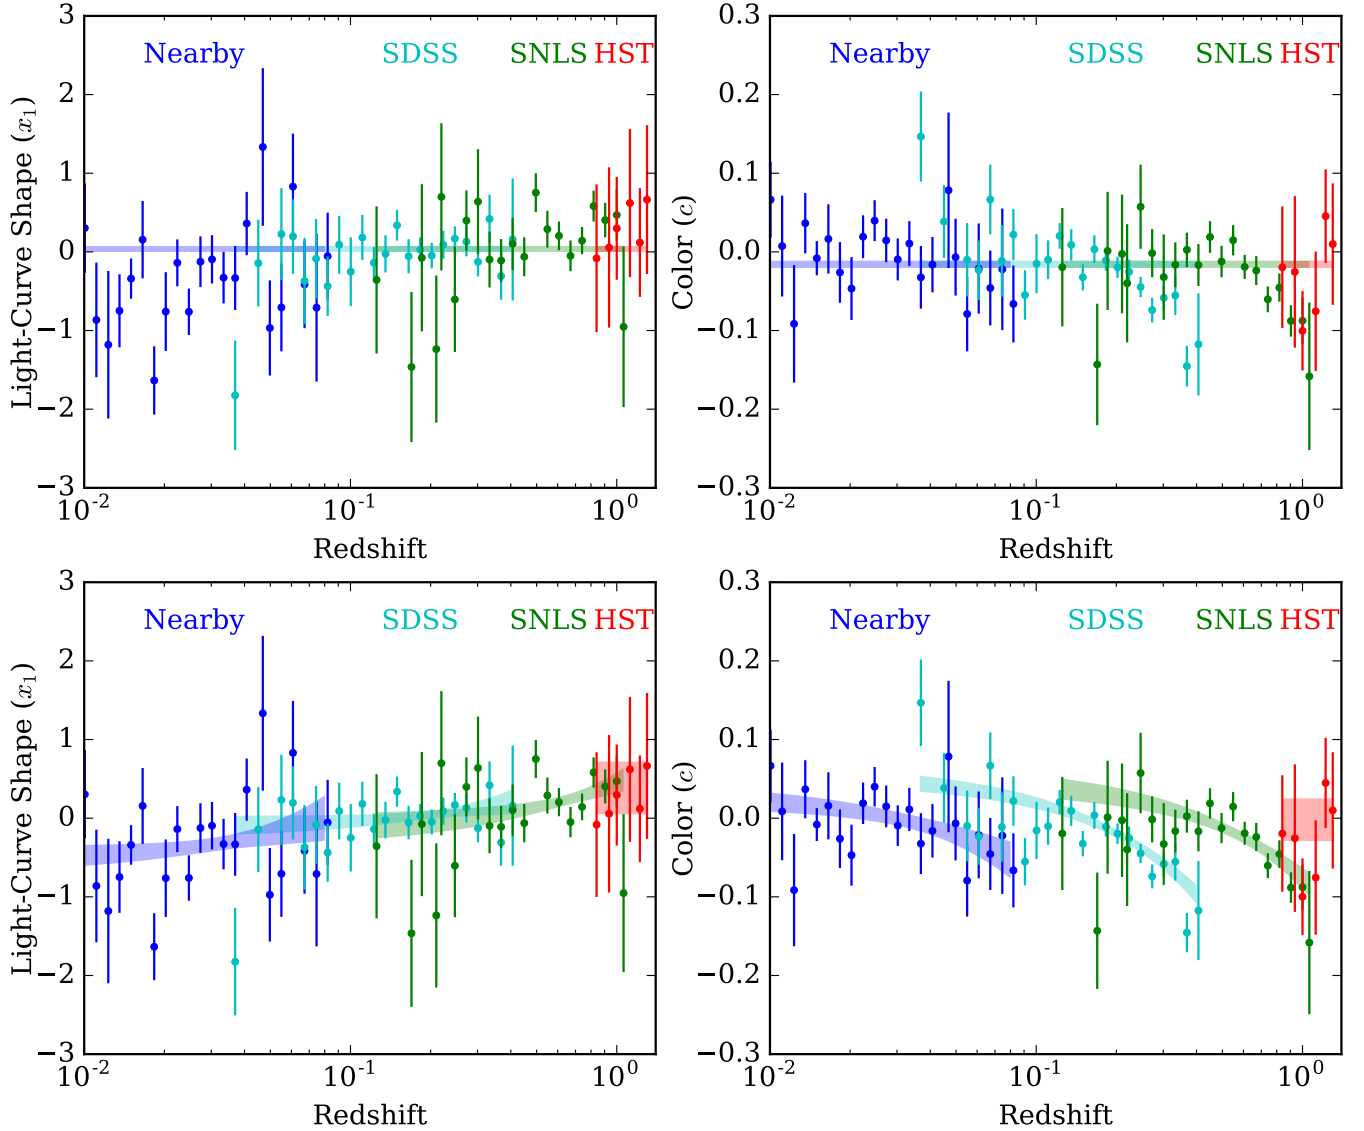 Nearby SDSS SNLS HST
Light-Curve Shape (x₁)
3
2
1
0
−1
−2
−3
10⁻² 10⁻¹ 10⁰
Redshift
Nearby SDSS SNLS HST
Color (c)
0.3
0.2
0.1
0.0
−0.1
−0.2
−0.3
10⁻² 10⁻¹ 10⁰
Redshift
Nearby SDSS SNLS HST
Light-Curve Shape (x₁)
3
2
1
0
−1
−2
−3
10⁻² 10⁻¹ 10⁰
Redshift
Nearby SDSS SNLS HST
Color (c)
0.3
0.2
0.1
0.0
−0.1
−0.2
−0.3
10⁻² 10⁻¹ 10⁰
Redshift